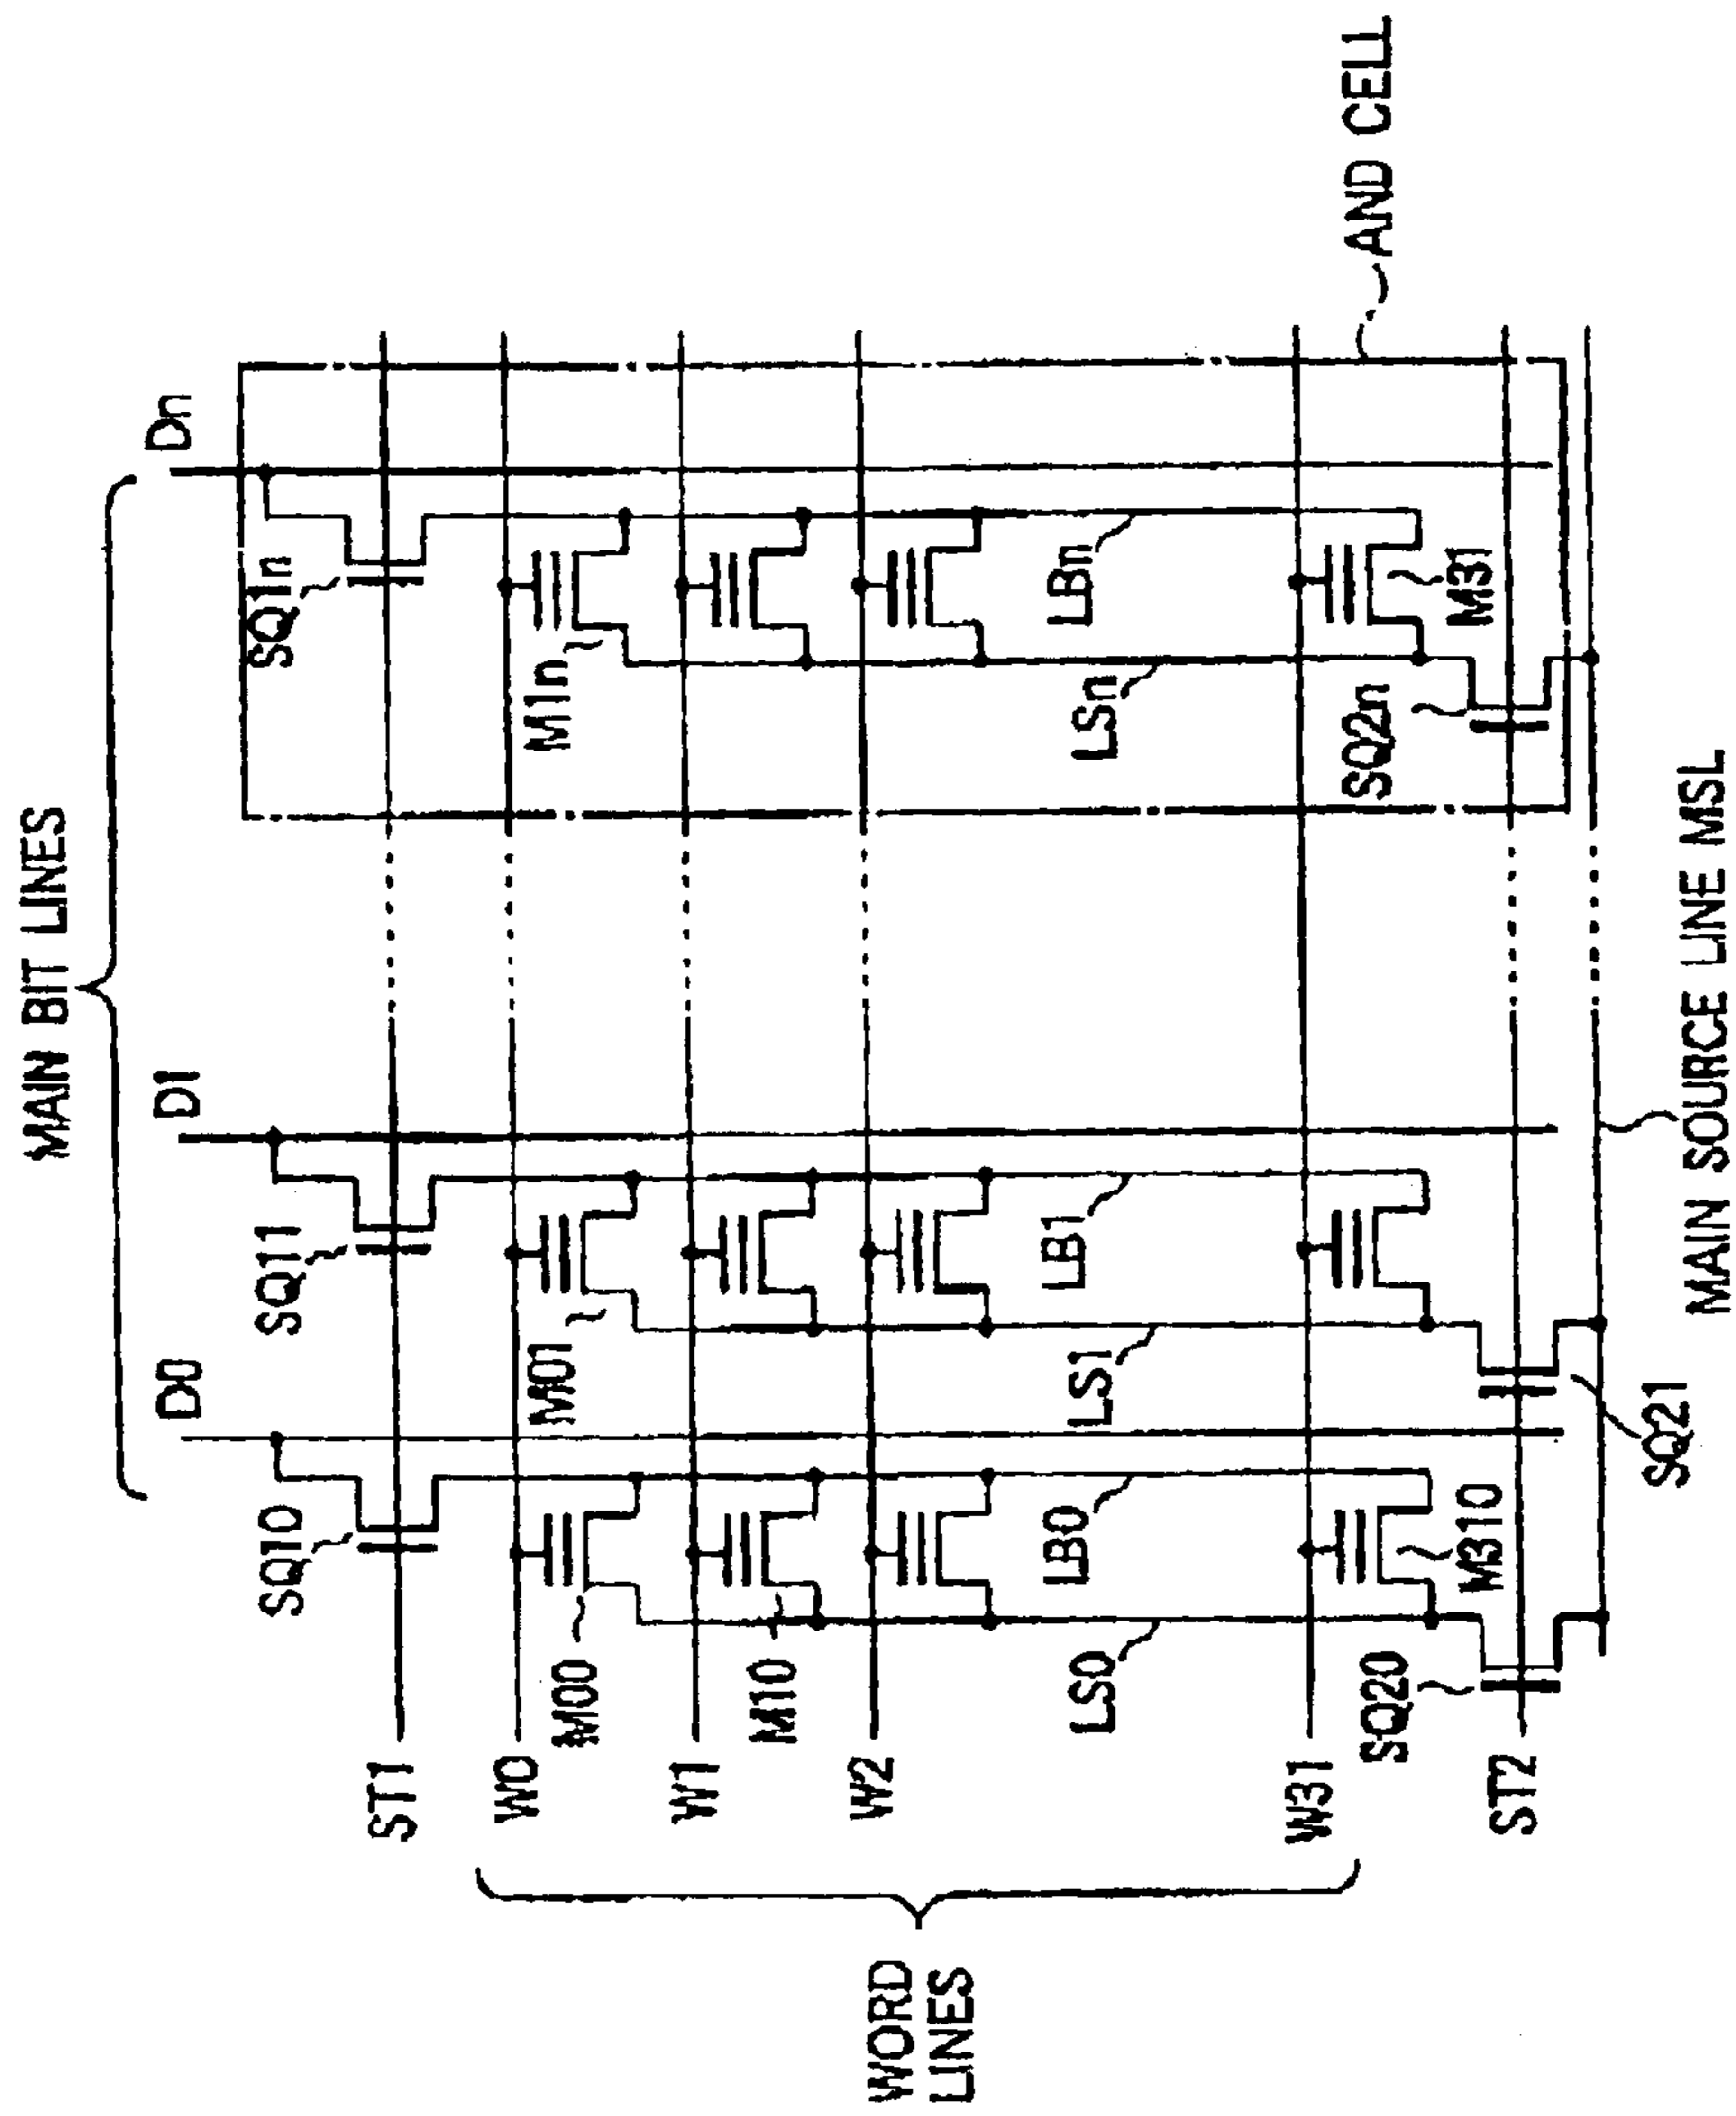 MAIN BIT LINES
D0
D1
Dn
SQ10
SQ11
SQ1n
ST1
W0
M00
M01
M1n
W1
M10
W2
LS0
LB0
LS1
LB1
LSn
LBn
W31
SQ20
M310
SQ2n
M31
AND CELL
ST2
SQ21
MAIN SOURCE LINE MSL
WORD
LINES